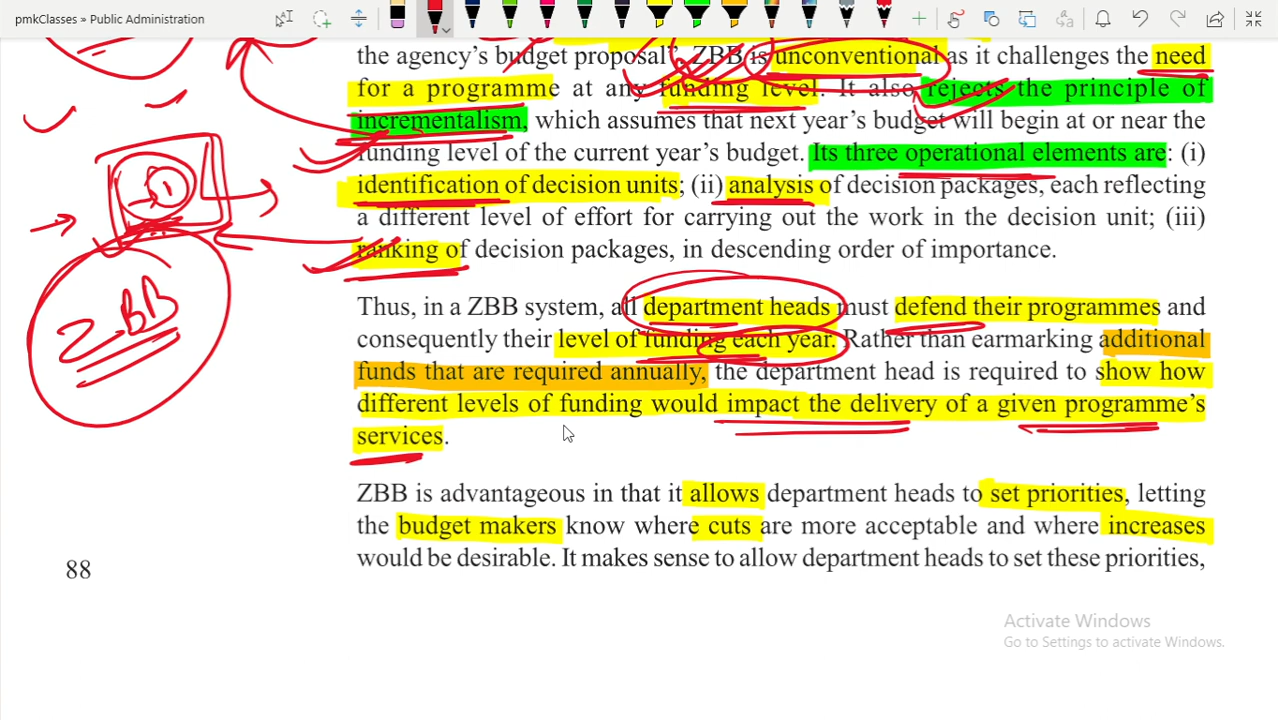 pmkClasses » Public Administration
the agency's budget proposal". ZBB is unconventional as it challenges the need
for a programme at any funding level. It also rejects the principle of
incrementalism, which assumes that next year's budget will begin at or near the
funding level of the current year's budget. Its three operational elements are: (i)
identification of decision units; (ii) analysis of decision packages, each reflecting
a different level of effort for carrying out the work in the decision unit; (iii)
ranking of decision packages, in descending order of importance.
ZBB
Thus, in a ZBB system, all department heads must defend their programmes and
consequently their level of funding each year. Rather than earmarking additional
funds that are required annually, the department head is required to show how
different levels of funding would impact the delivery of a given programme's
services.
ZBB is advantageous in that it allows department heads to set priorities, letting
the budget makers know where cuts are more acceptable and where increases
would be desirable. It makes sense to allow department heads to set these priorities,
88
Activate Windows
Go to Settings to activate Windows.